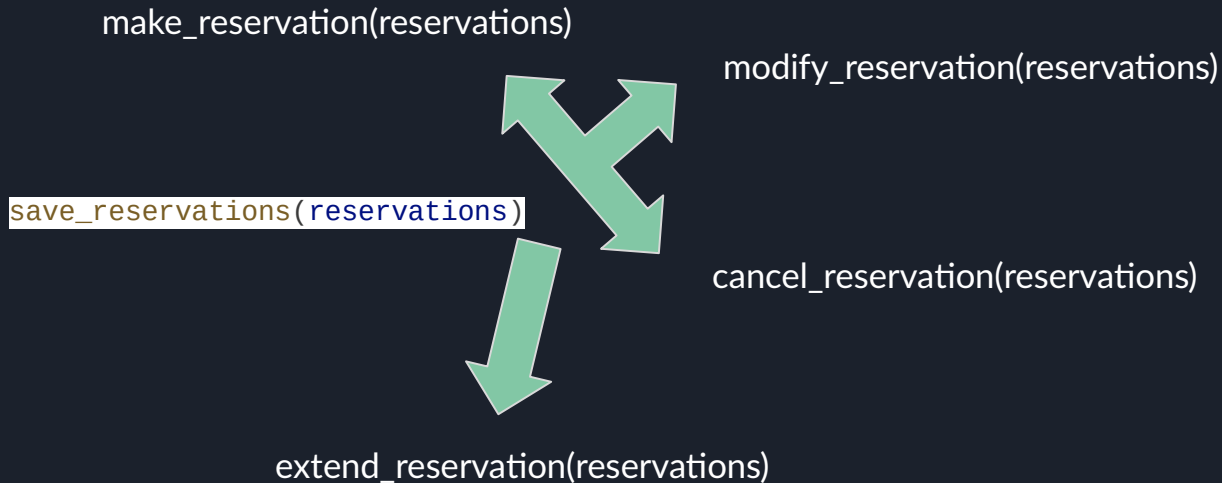 make_reservation(reservations)
modify_reservation(reservations)
save_reservations(reservations)
cancel_reservation(reservations)
extend_reservation(reservations)